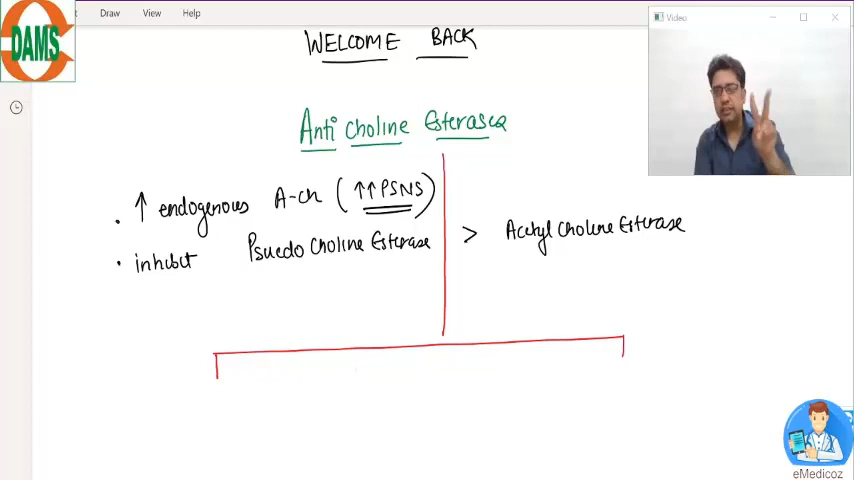 DAMS
Draw View Help
Video
WELCOME BACK
Anti Choline Esterases
• ↑ endogenous A-ch (↑↑ PSNS)
• inhibit Psuedo Choline Esterase > Acetyl Choline Esterase
eMedicoz